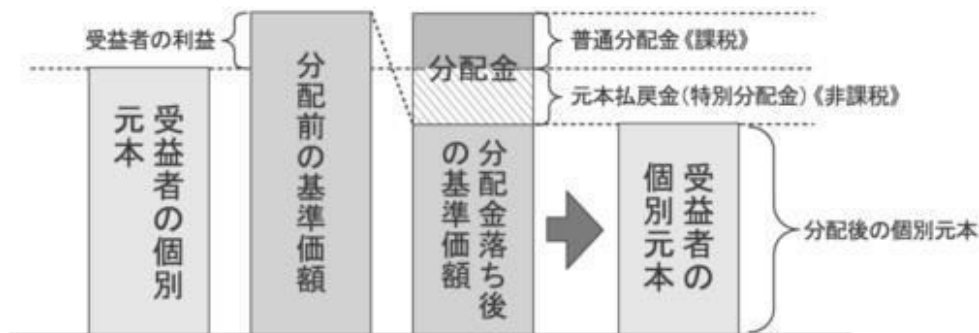 受益者の利益
受益者の個別
元本
分配前の基準価額
分配金
分配金落ち後
の基準価額
普通分配金《課税》
元本払戻金(特別分配金)《非課税》
受益者の
個別元本
分配後の個別元本